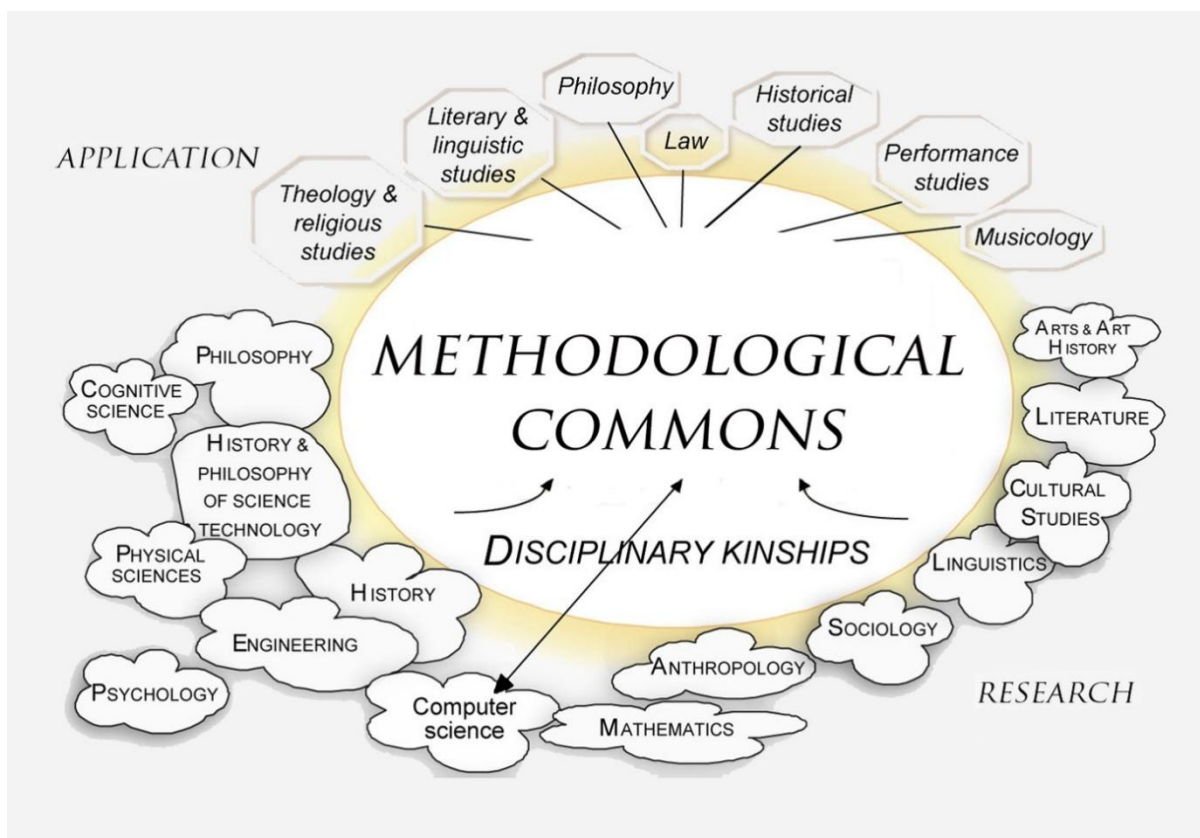 APPLICATION
Theology &
religious
studies
Literary &
linguistic
studies
Philosophy
Law
Historical
studies
Performance
studies
Musicology
METHODOLOGICAL
COMMONS
DISCIPLINARY KINSHIPS
PHILOSOPHY
COGNITIVE
SCIENCE
HISTORY &
PHILOSOPHY
OF SCIENCE
TECHNOLOGY
PHYSICAL
SCIENCES
HISTORY
ENGINEERING
PSYCHOLOGY
Computer
science
MATHEMATICS
ANTHROPOLOGY
SOCIOLOGY
LINGUISTICS
CULTURAL
STUDIES
LITERATURE
ARTS & ART
HISTORY
RESEARCH